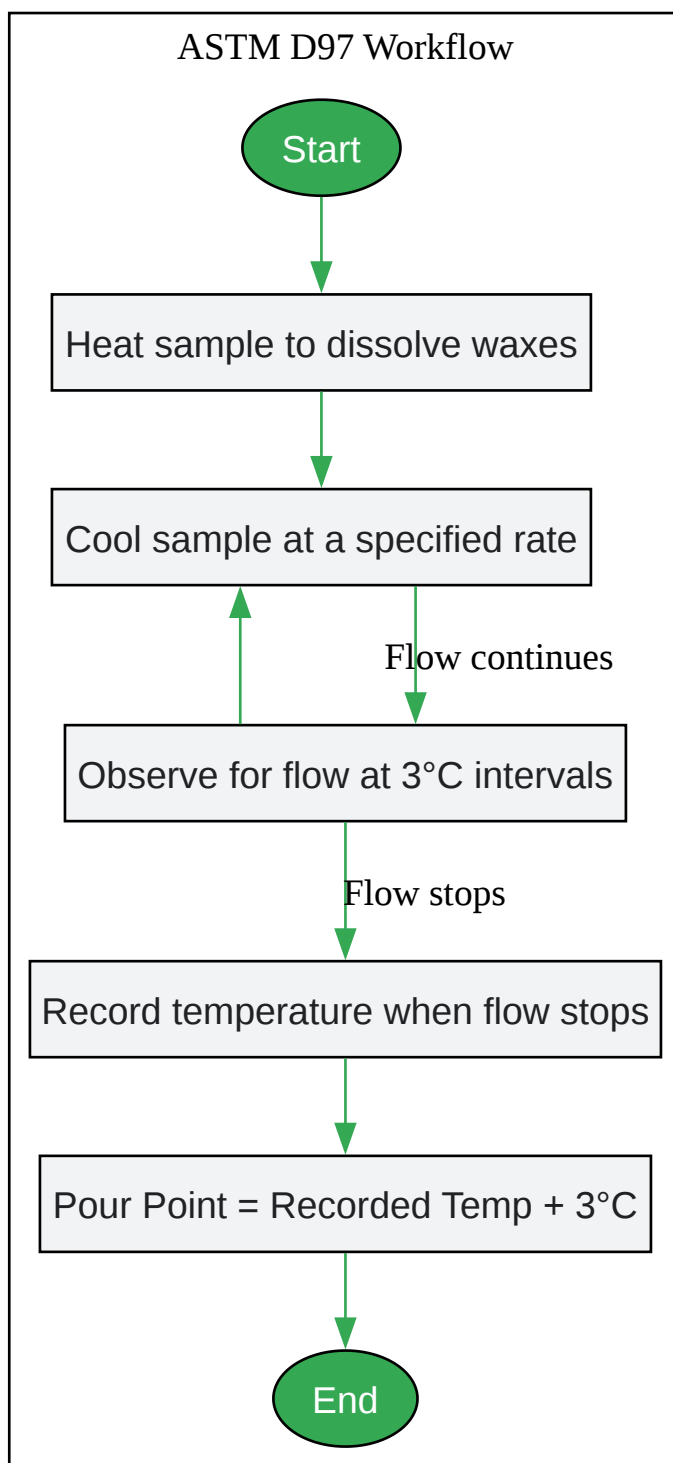 ASTM D97 Workflow
Start
Heat sample to dissolve waxes
Cool sample at a specified rate
Flow continues
Observe for flow at 3°C intervals
Flow stops
Record temperature when flow stops
Pour Point = Recorded Temp + 3°C
End